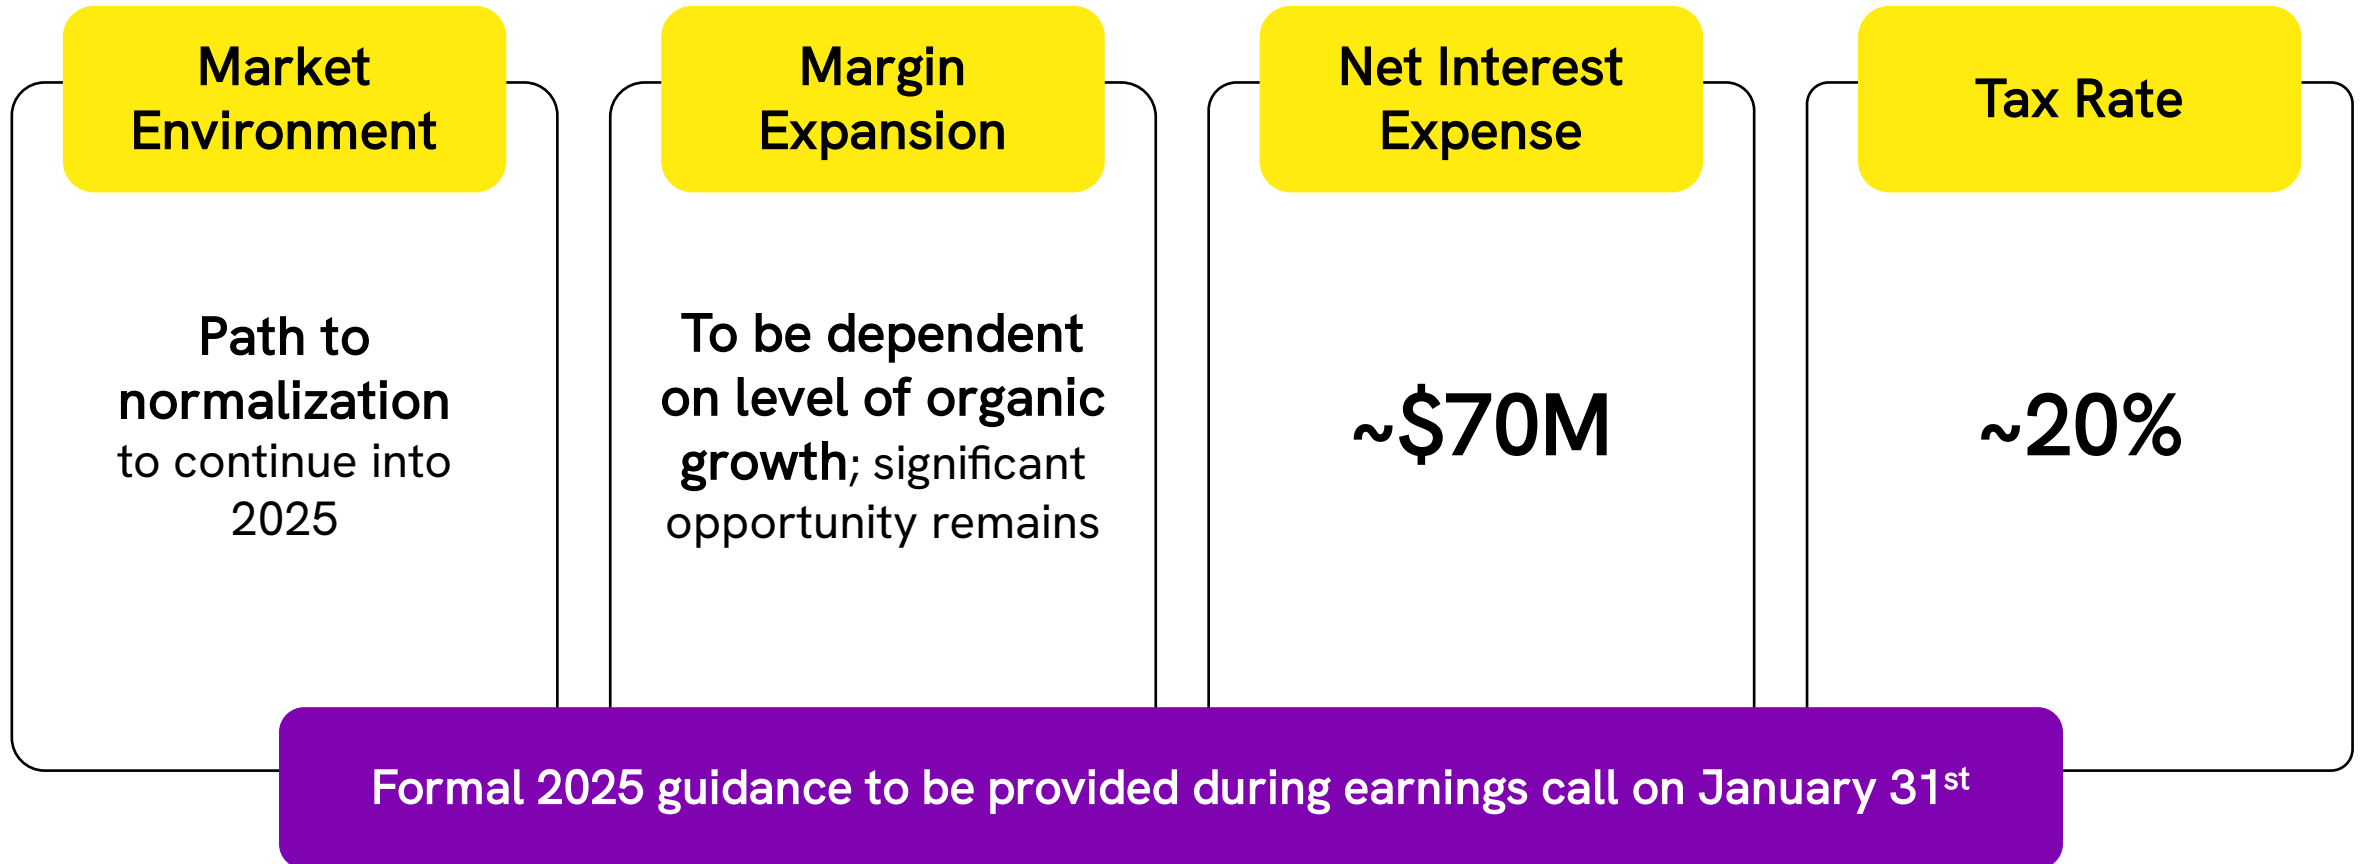 Market
Environment
Path to
normalization
to continue into
2025
Margin
Expansion
To be dependent
on level of organic
growth; significant
opportunity remains
Net Interest
Expense
~$70M
Tax Rate
~20%
Formal 2025 guidance to be provided during earnings call on January 31st